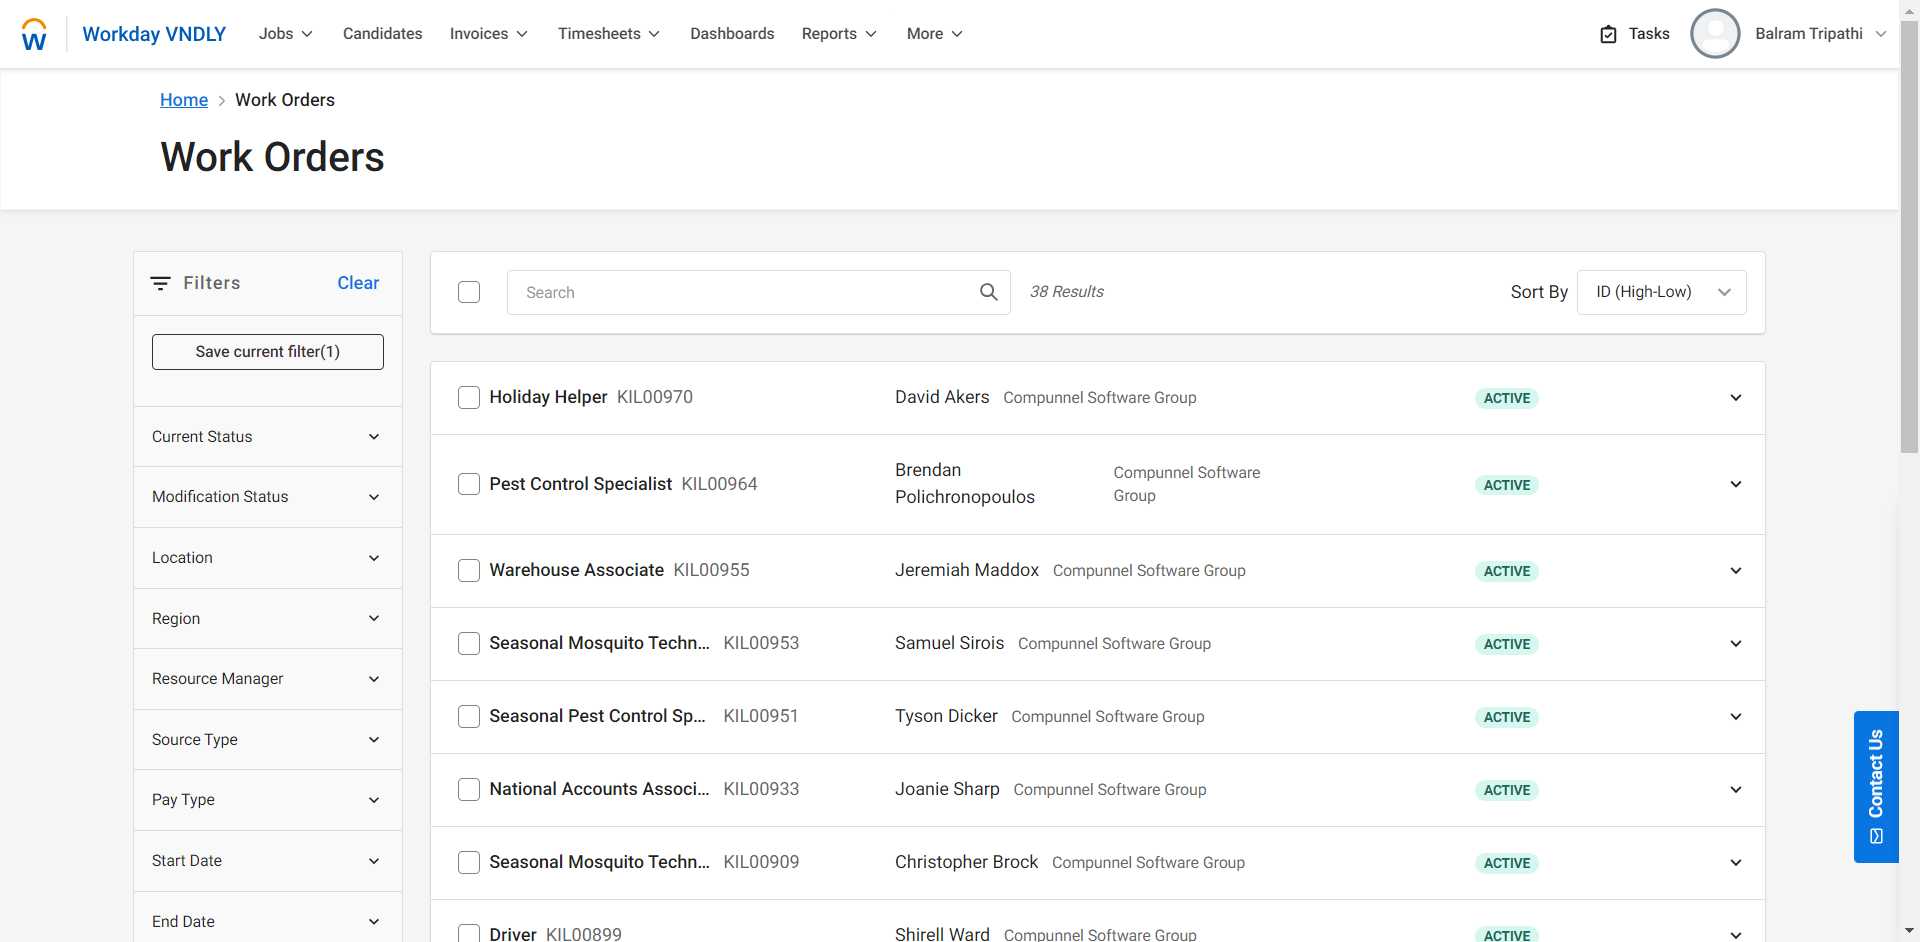 Workday VNDLY
Jobs
Candidates
Invoices
Timesheets
Dashboards
Reports
More
Tasks
Balram Tripathi
Home > Work Orders
Work Orders
Filters
Clear
Save current filter(1)
Current Status
Modification Status
Location
Region
Resource Manager
Source Type
Pay Type
Start Date
End Date
Search
38 Results
Sort By
ID (High-Low)
Holiday Helper KIL00970 David Akers Compunnel Software Group ACTIVE
Pest Control Specialist KIL00964
Brendan
Polichronopoulos
Compunnel Software
Group
ACTIVE
Warehouse Associate KIL00955 Jeremiah Maddox Compunnel Software Group ACTIVE
Seasonal Mosquito Techn... KIL00953 Samuel Sirois Compunnel Software Group ACTIVE
Seasonal Pest Control Sp... KIL00951 Tyson Dicker Compunnel Software Group ACTIVE
National Accounts Associ... KIL00933 Joanie Sharp Compunnel Software Group ACTIVE
Seasonal Mosquito Techn... KIL00909 Christopher Brock Compunnel Software Group ACTIVE
Driver KIL00899 Shirell Ward Compunnel Software Group ACTIVE
Contact Us